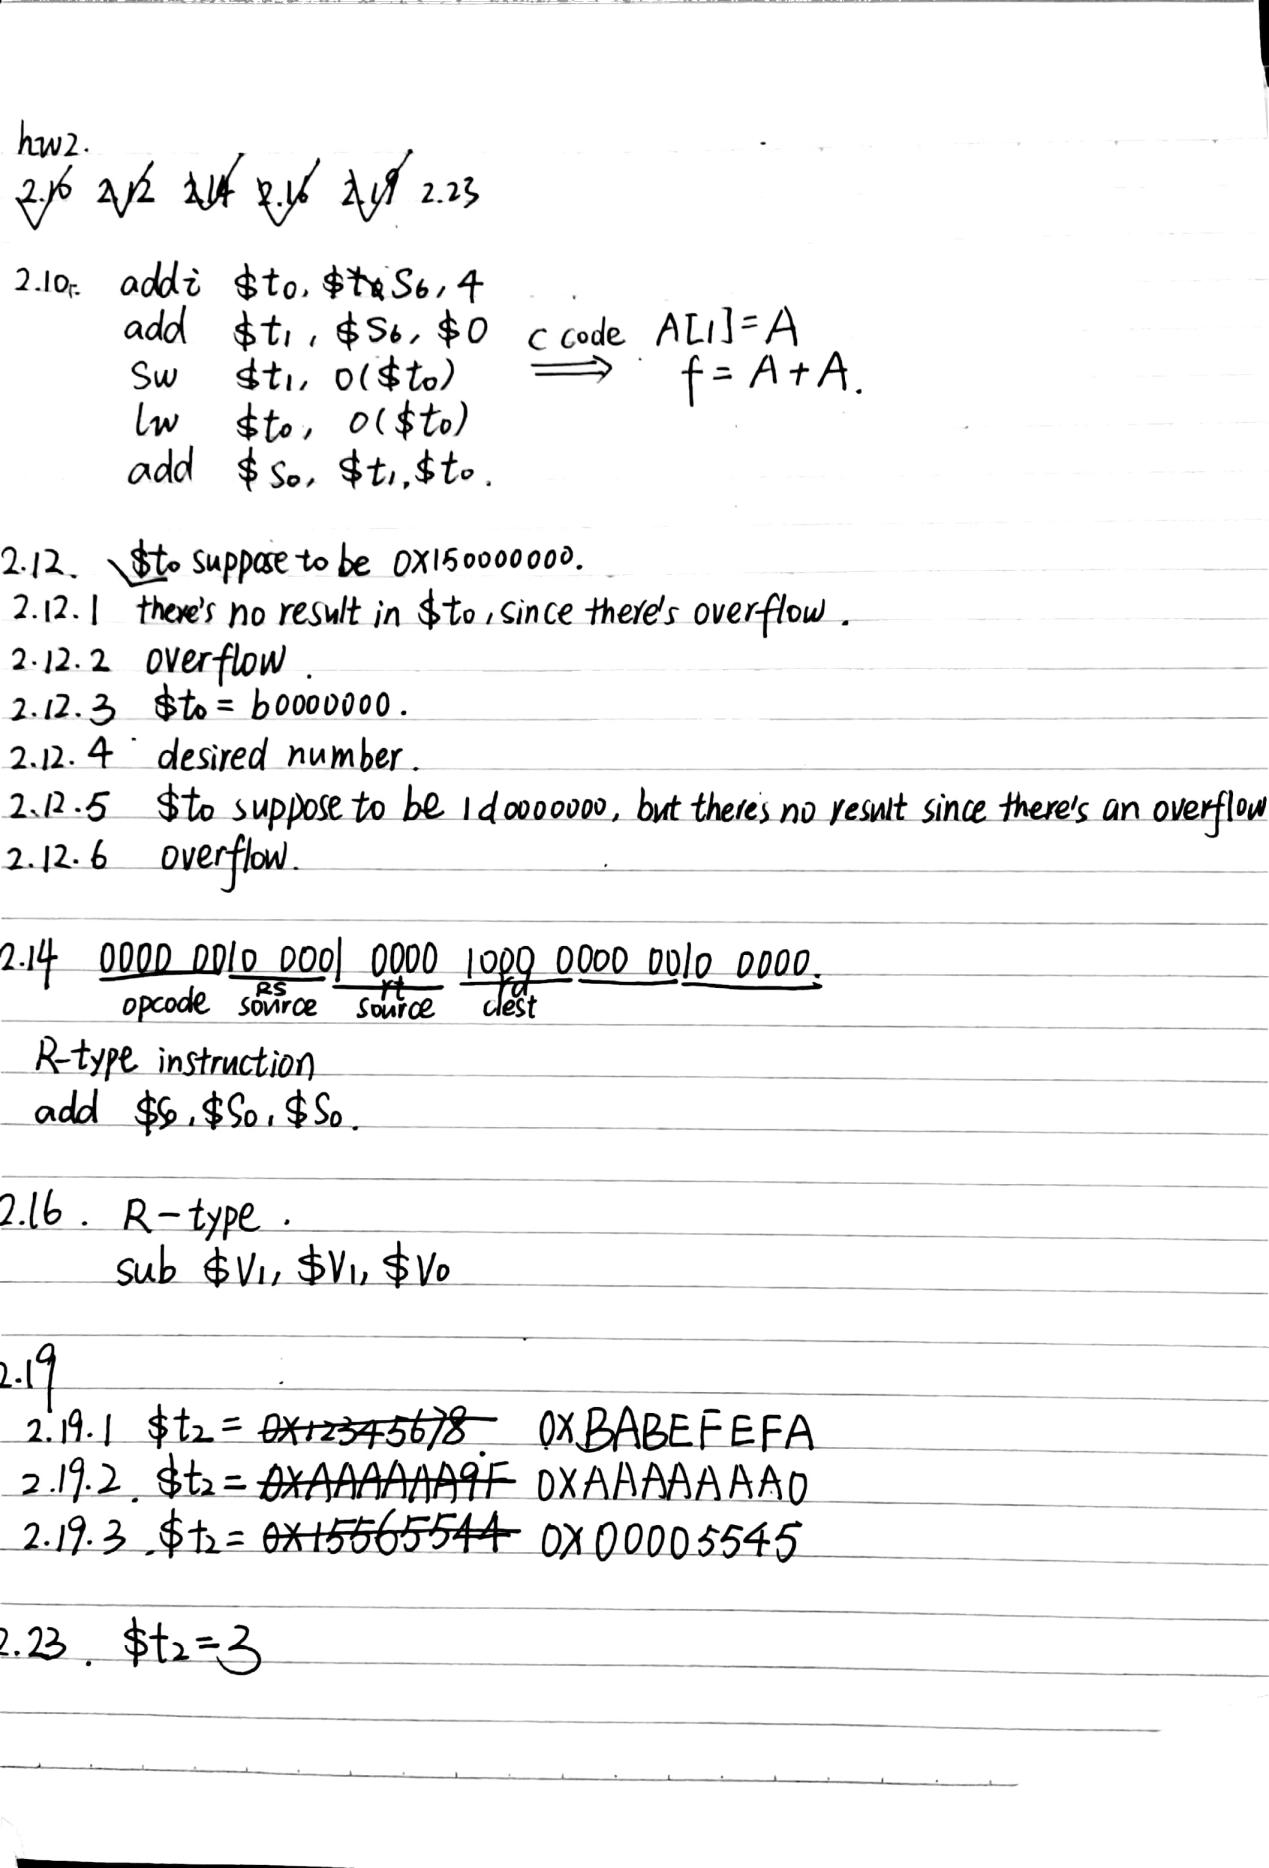 hw2.
2.10 2.12 2.14 2.16 2.19 2.23
2.10. addi $t0, $S6, 4
add $t1, $S6, $0 C code A[1]=A
Sw $t1, 0($t0) ⟹ f = A + A.
lw $t0, 0($t0)
add $S0, $t1, $t0.
2.12. $t0 suppose to be 0X150000000.
2.12.1 there's no result in $t0, since there's overflow.
2.12.2 overflow.
2.12.3 $t0 = b0000000.
2.12.4 desired number.
2.12.5 $t0 suppose to be 1d0000000, but there's no result since there's an overflow
2.12.6 overflow.
2.14 0000 0010 0001 0000 1000 0000 0010 0000.
RS rt rd
opcode source source dest
R-type instruction
add $S0, $S0, $S0.
2.16. R-type.
sub $V1, $V1, $V0
2.19
2.19.1 $t2 = 0X12345678. 0XBABEFEFA
2.19.2. $t2 = 0XAAAAAA9F 0XAAAAAAA0
2.19.3. $t2 = 0X15565544 0X00005545
2.23. $t2=3